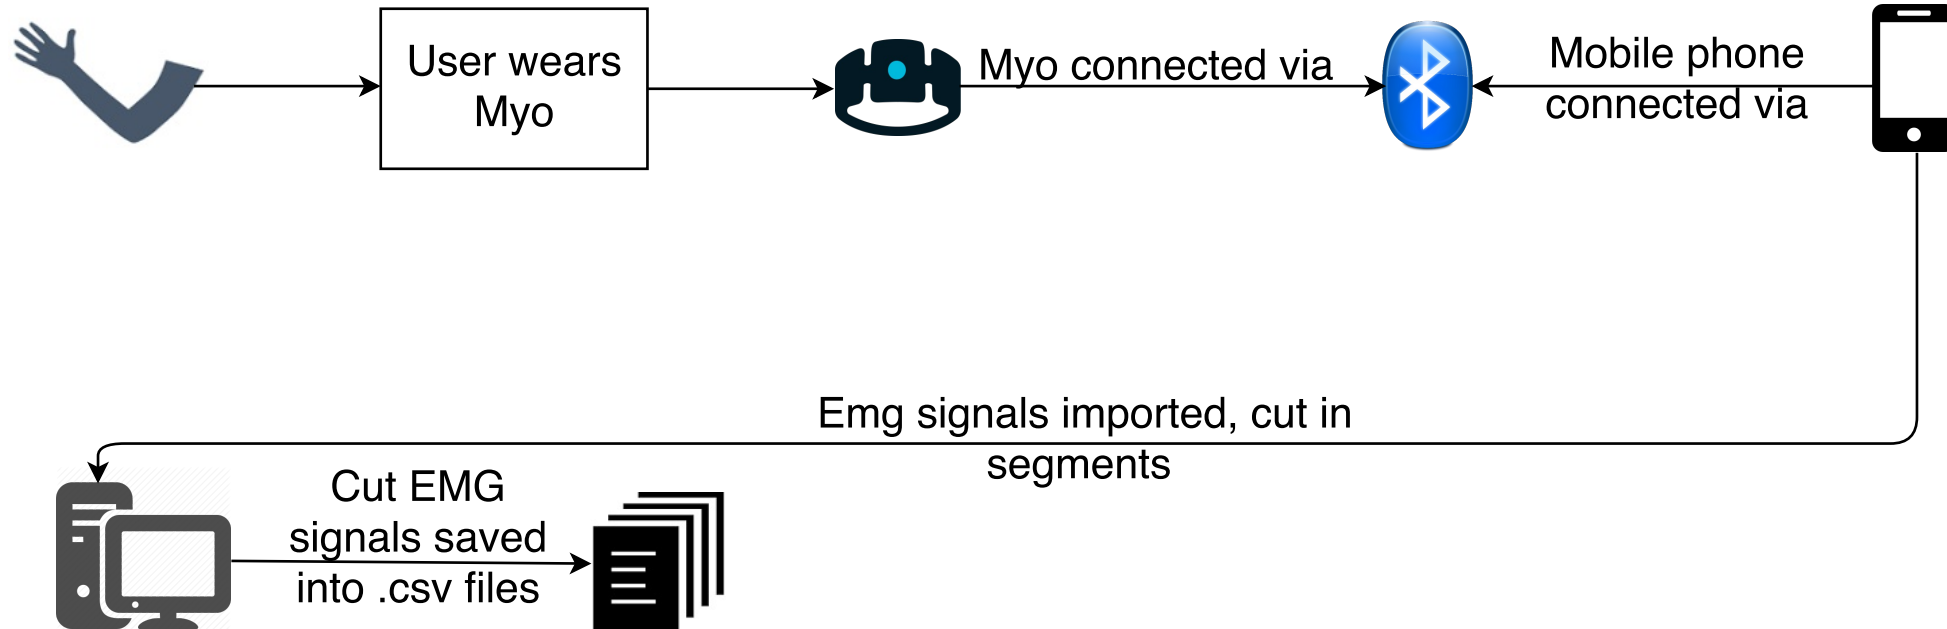 User wears
Myo
Myo connected via
Mobile phone
connected via
Emg signals imported, cut in
segments
Cut EMG
signals saved
into .csv files